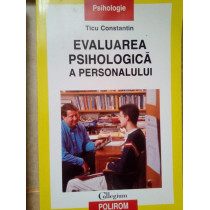 Psihologie
Ticu Constantin
EVALUAREA
PSIHOLOGICĂ
A PERSONALULUI
Collegium
POLIROM